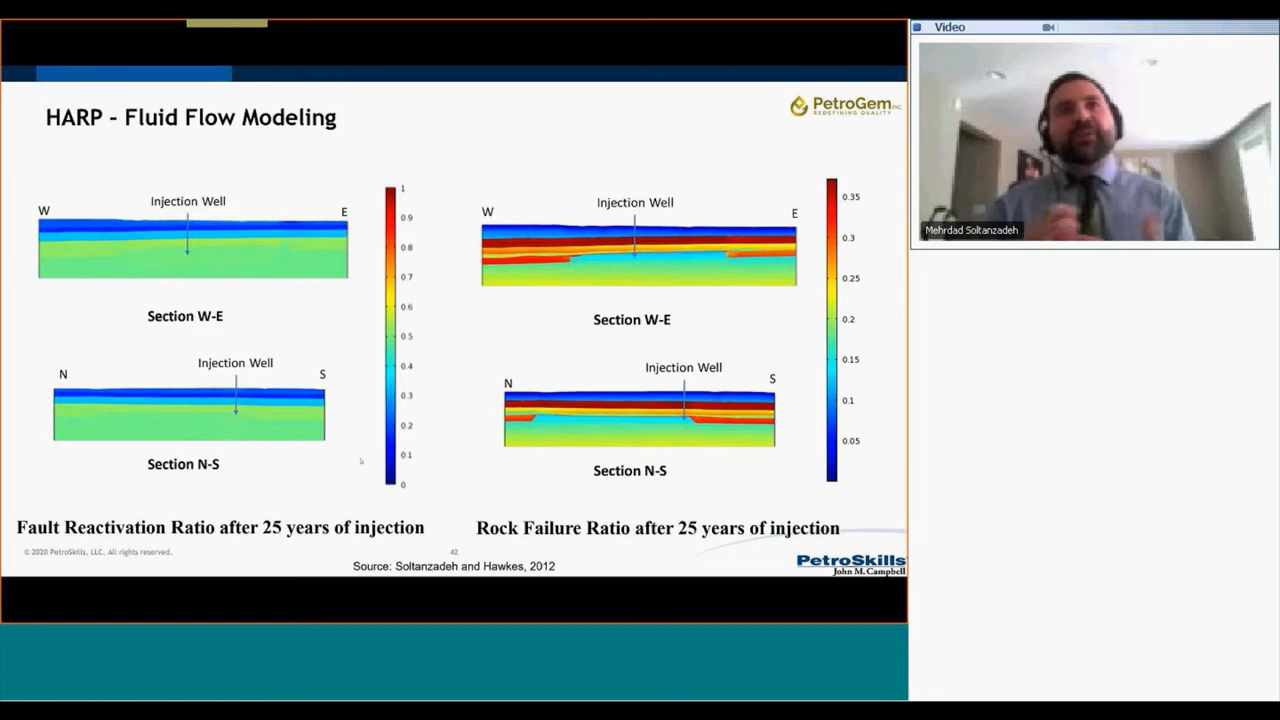 HARP - Fluid Flow Modeling
PetroGem INC
REDEFINING QUALITY
Injection Well
W
E
Section W-E
Injection Well
N
S
Section N-S
1
0.9
0.8
0.7
0.6
0.5
0.4
0.3
0.2
0.1
0
Fault Reactivation Ratio after 25 years of injection
Injection Well
W
E
Section W-E
Injection Well
N
S
Section N-S
0.35
0.3
0.25
0.2
0.15
0.1
0.05
Rock Failure Ratio after 25 years of injection
© 2020 PetroSkills, LLC. All rights reserved.
42
Source: Soltanzadeh and Hawkes, 2012
PetroSkills
John M. Campbell
Video
Mehrdad Soltanzadeh